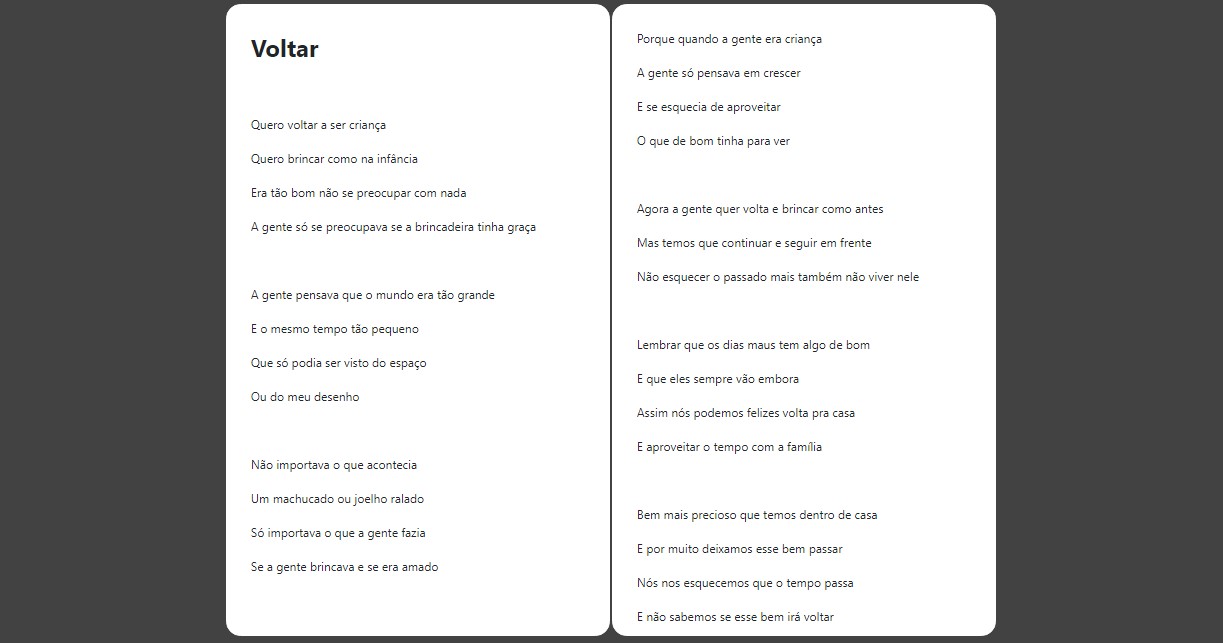 Voltar
Quero voltar a ser criança
Quero brincar como na infância
Era tão bom não se preocupar com nada
A gente só se preocupava se a brincadeira tinha graça
A gente pensava que o mundo era tão grande
E o mesmo tempo tão pequeno
Que só podia ser visto do espaço
Ou do meu desenho
Não importava o que acontecia
Um machucado ou joelho ralado
Só importava o que a gente fazia
Se a gente brincava e se era amado
Porque quando a gente era criança
A gente só pensava em crescer
E se esquecia de aproveitar
O que de bom tinha para ver
Agora a gente quer volta e brincar como antes
Mas temos que continuar e seguir em frente
Não esquecer o passado mais também não viver nele
Lembrar que os dias maus tem algo de bom
E que eles sempre vão embora
Assim nós podemos felizes volta pra casa
E aproveitar o tempo com a família
Bem mais precioso que temos dentro de casa
E por muito deixamos esse bem passar
Nós nos esquecemos que o tempo passa
E não sabemos se esse bem irá voltar